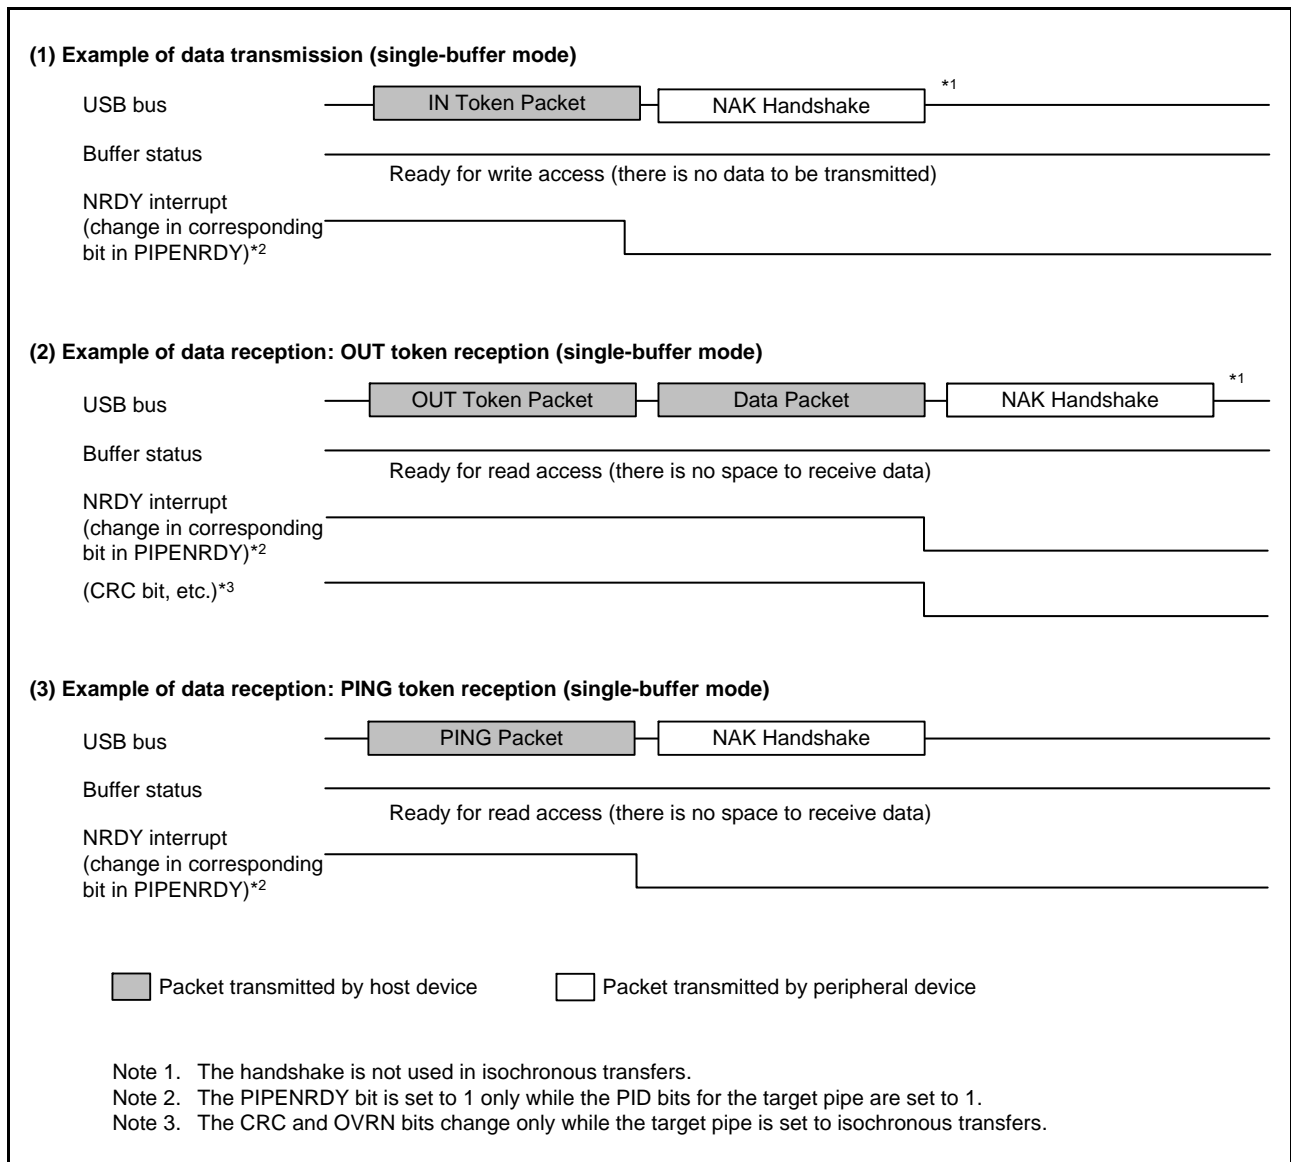 (1) Example of data transmission (single-buffer mode)
USB bus
IN Token Packet
NAK Handshake
*1
Buffer status
Ready for write access (there is no data to be transmitted)
NRDY interrupt
(change in corresponding
bit in PIPENRDY)*2
(2) Example of data reception: OUT token reception (single-buffer mode)
USB bus
OUT Token Packet
Data Packet
NAK Handshake
*1
Buffer status
Ready for read access (there is no space to receive data)
NRDY interrupt
(change in corresponding
bit in PIPENRDY)*2
(CRC bit, etc.)*3
(3) Example of data reception: PING token reception (single-buffer mode)
USB bus
PING Packet
NAK Handshake
Buffer status
Ready for read access (there is no space to receive data)
NRDY interrupt
(change in corresponding
bit in PIPENRDY)*2
Packet transmitted by host device
Packet transmitted by peripheral device
Note 1. The handshake is not used in isochronous transfers.
Note 2. The PIPENRDY bit is set to 1 only while the PID bits for the target pipe are set to 1.
Note 3. The CRC and OVRN bits change only while the target pipe is set to isochronous transfers.